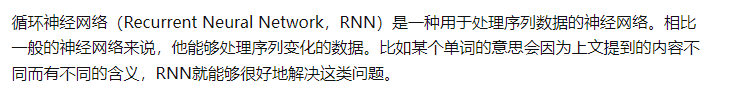 循环神经网络（Recurrent Neural Network，RNN）是一种用于处理序列数据的神经网络。相比
一般的神经网络来说，他能够处理序列变化的数据。比如某个单词的意思会因为上文提到的内容不
同而有不同的含义，RNN就能够很好地解决这类问题。